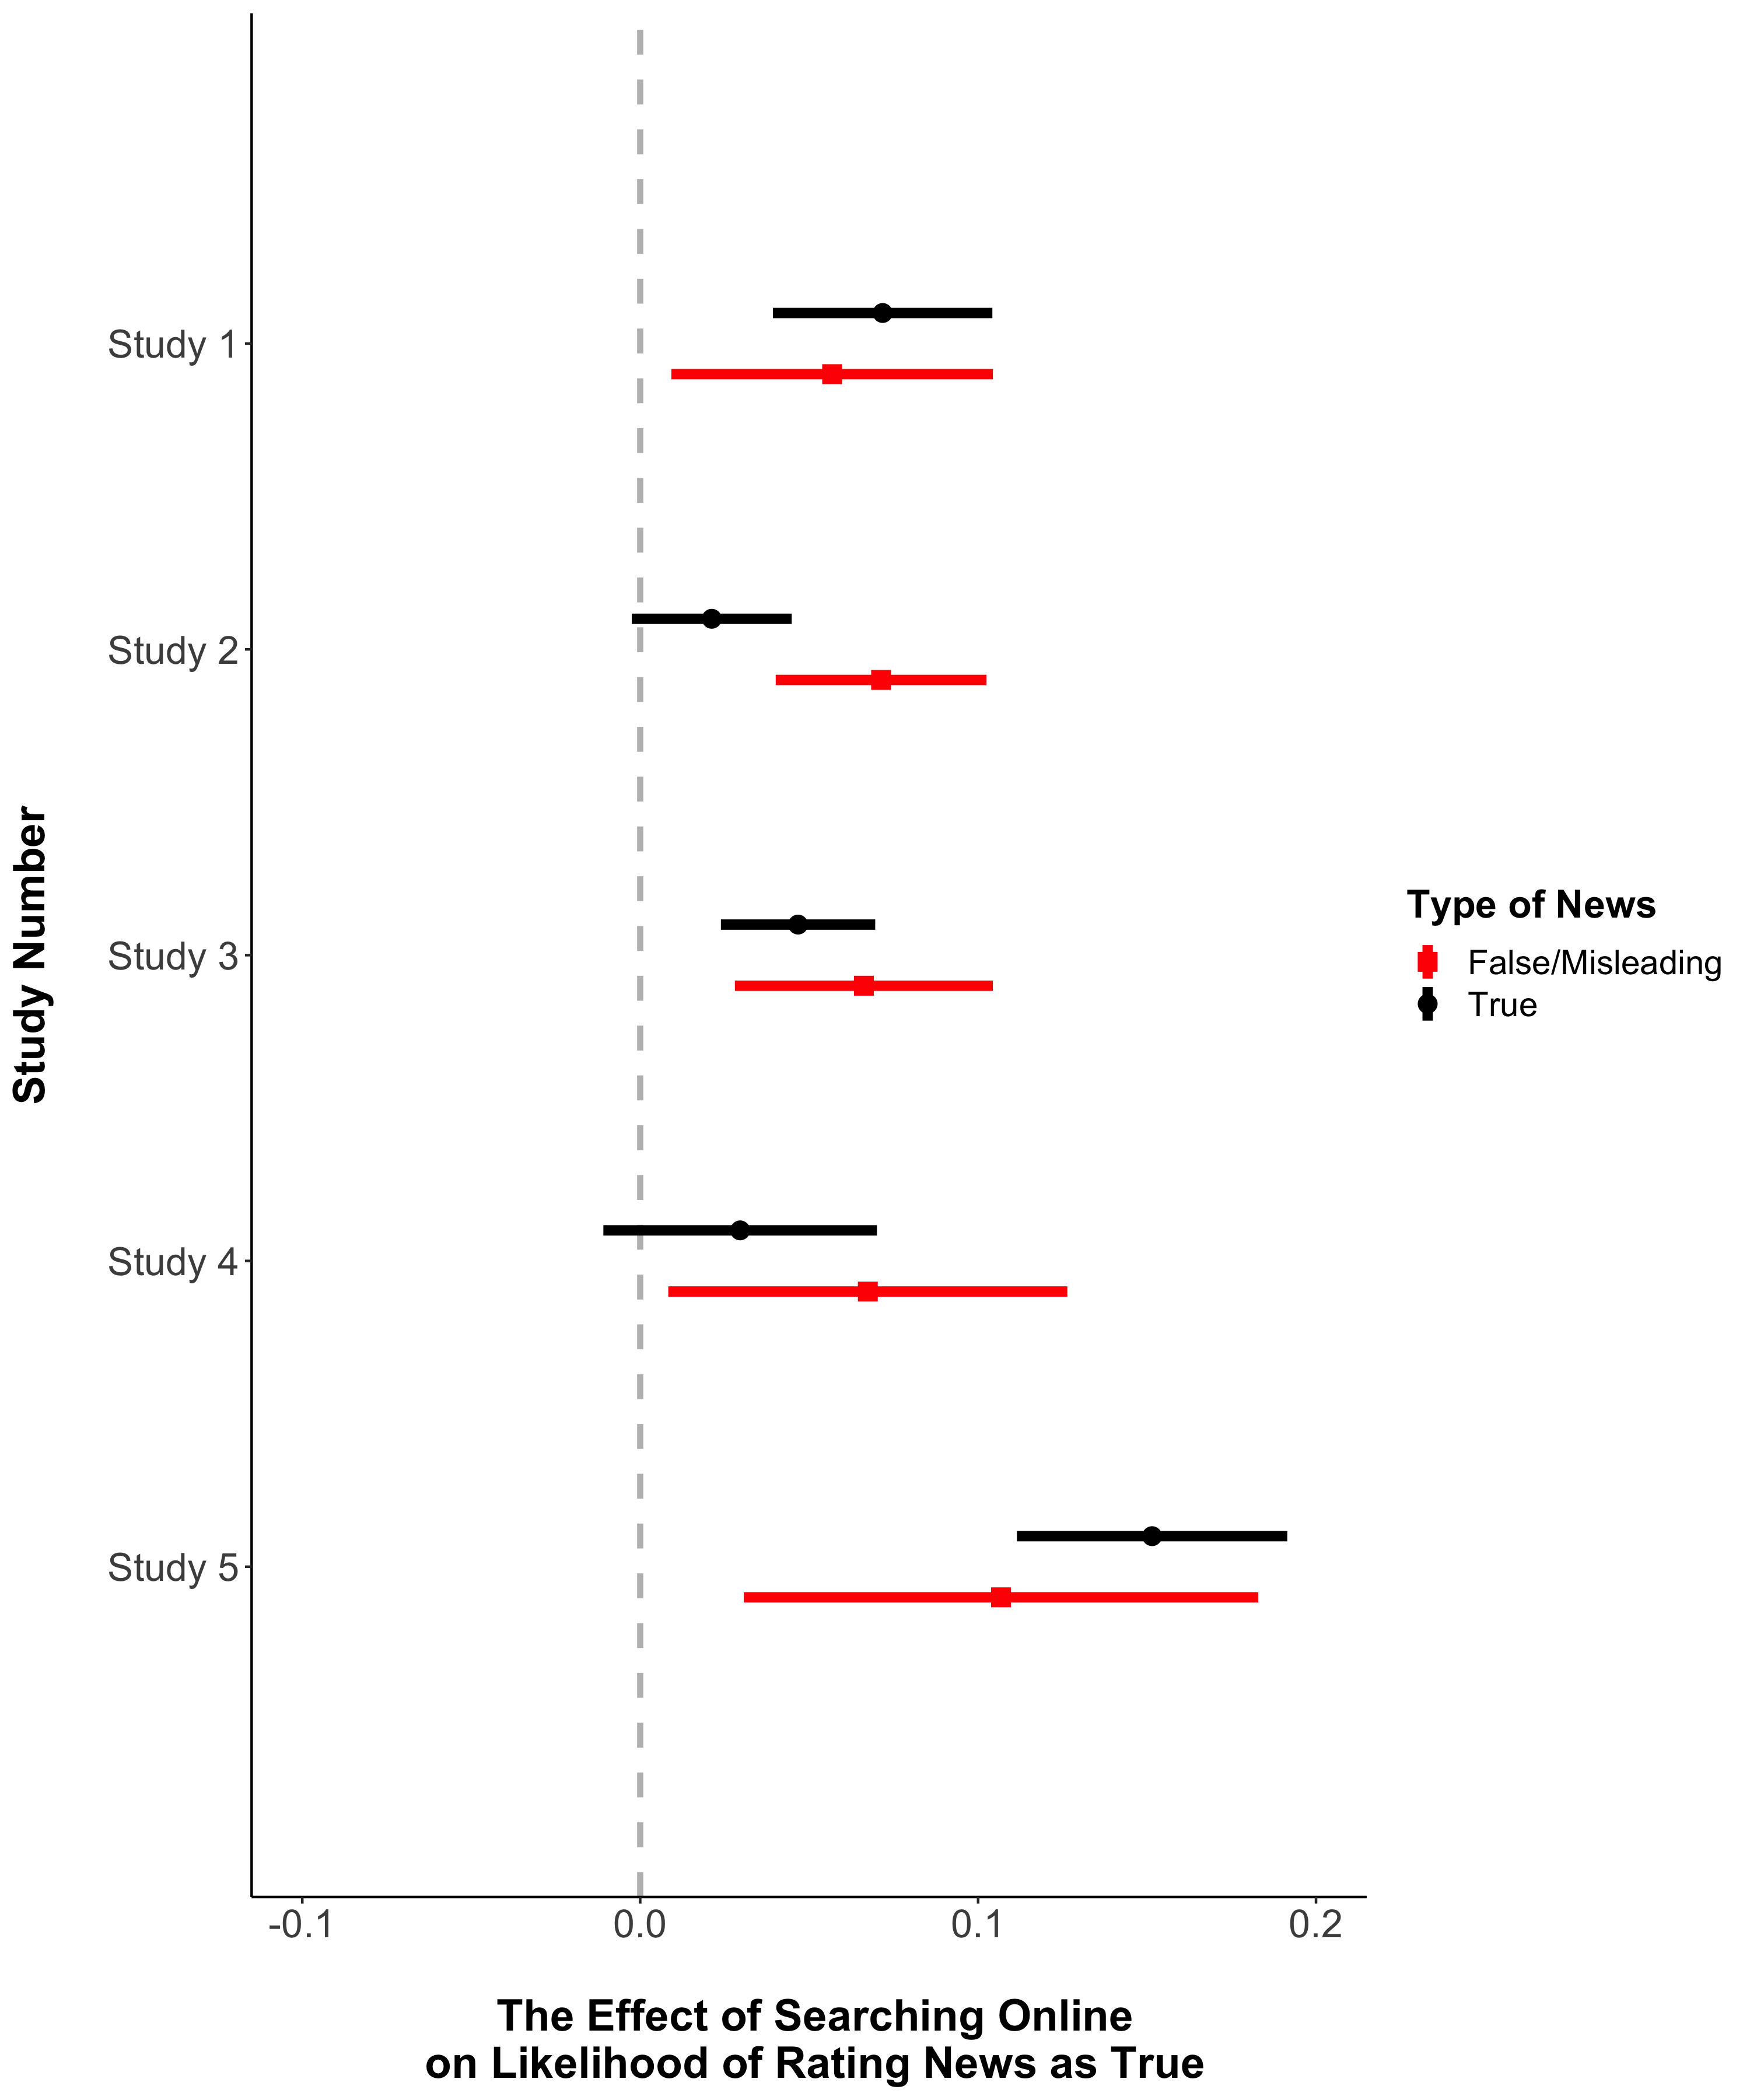 Study Number
Study 1
Study 2
Study 3
Study 4
Study 5
-0.1
0.0
0.1
0.2
The Effect of Searching Online
on Likelihood of Rating News as True
Type of News
False/Misleading
True